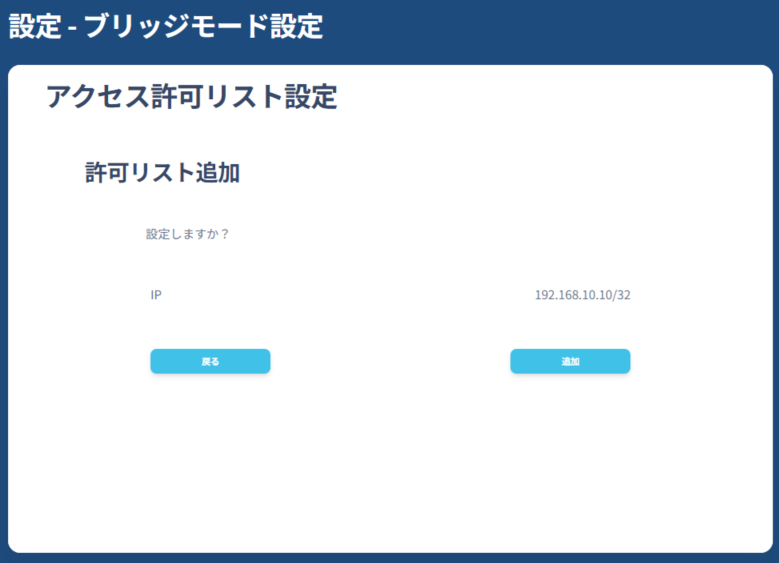 設定 - ブリッジモード設定
アクセス許可リスト設定
許可リスト追加
設定しますか？
IP 192.168.10.10/32
戻る 追加